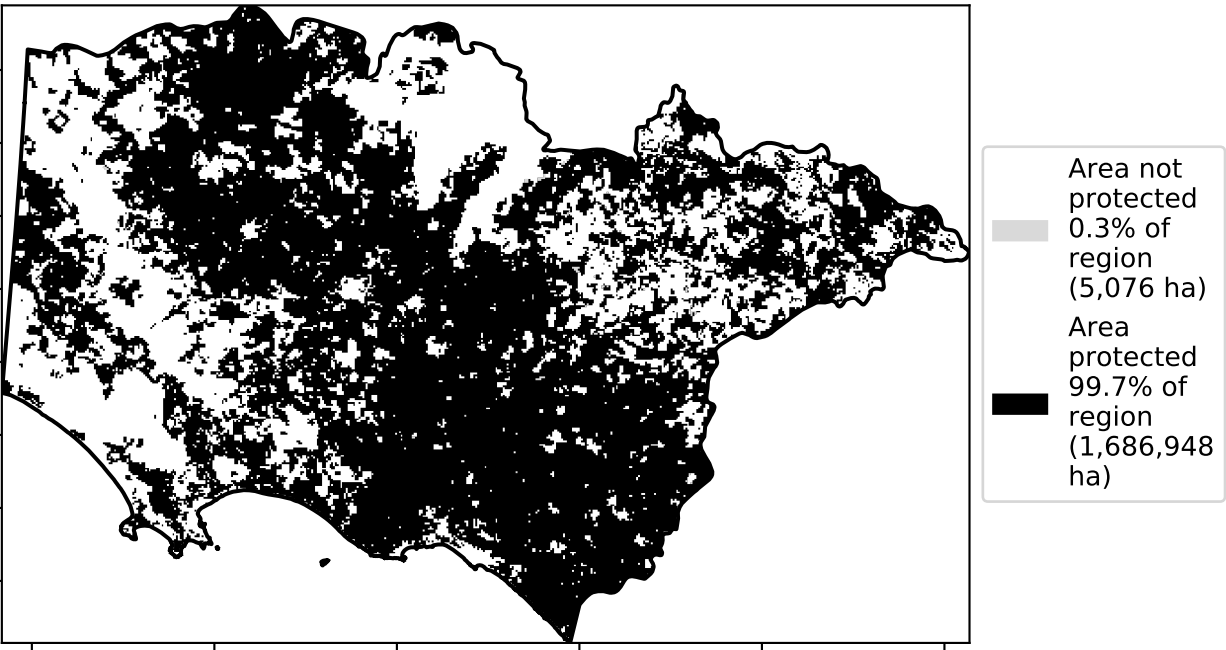 Area not
protected
0.3% of
region
(5,076 ha)
Area
protected
99.7% of
region
(1,686,948
ha)